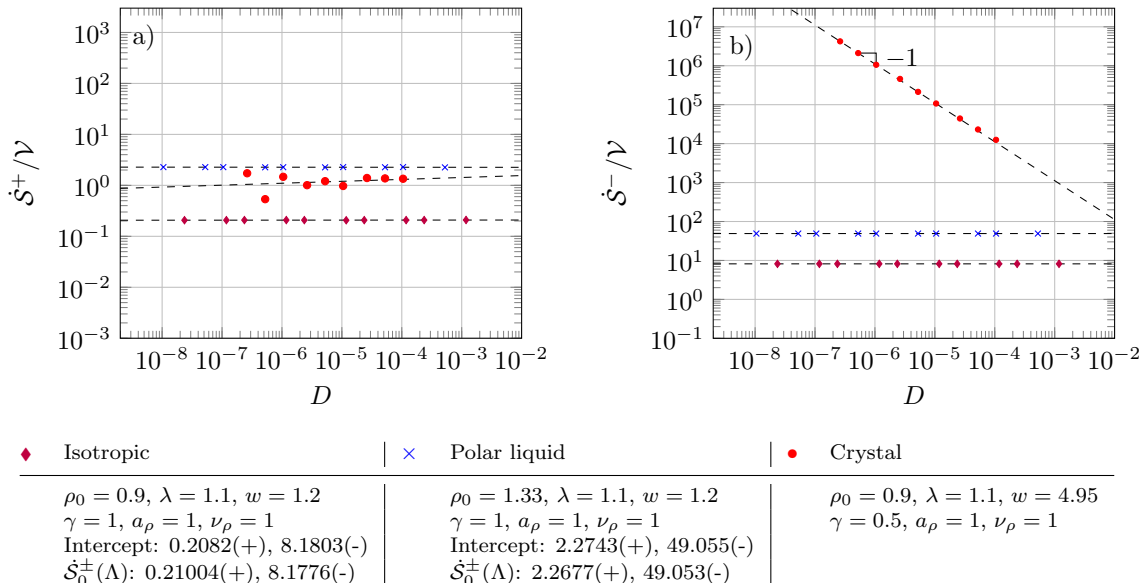 a)
10^3
10^2
10^1
10^0
10^{-1}
10^{-2}
10^{-3}
Ṡ^+/V
10^{-8} 10^{-7} 10^{-6} 10^{-5} 10^{-4} 10^{-3} 10^{-2}
D
b)
−1
10^7
10^6
10^5
10^4
10^3
10^2
10^1
10^0
10^{-1}
Ṡ^−/V
10^{-8} 10^{-7} 10^{-6} 10^{-5} 10^{-4} 10^{-3} 10^{-2}
D
Isotropic
ρ_0 = 0.9, λ = 1.1, w = 1.2
γ = 1, a_ρ = 1, ν_ρ = 1
Intercept: 0.2082(+), 8.1803(-)
Ṡ_0^±(Λ): 0.21004(+), 8.1776(-)
Polar liquid
ρ_0 = 1.33, λ = 1.1, w = 1.2
γ = 1, a_ρ = 1, ν_ρ = 1
Intercept: 2.2743(+), 49.055(-)
Ṡ_0^±(Λ): 2.2677(+), 49.053(-)
Crystal
ρ_0 = 0.9, λ = 1.1, w = 4.95
γ = 0.5, a_ρ = 1, ν_ρ = 1